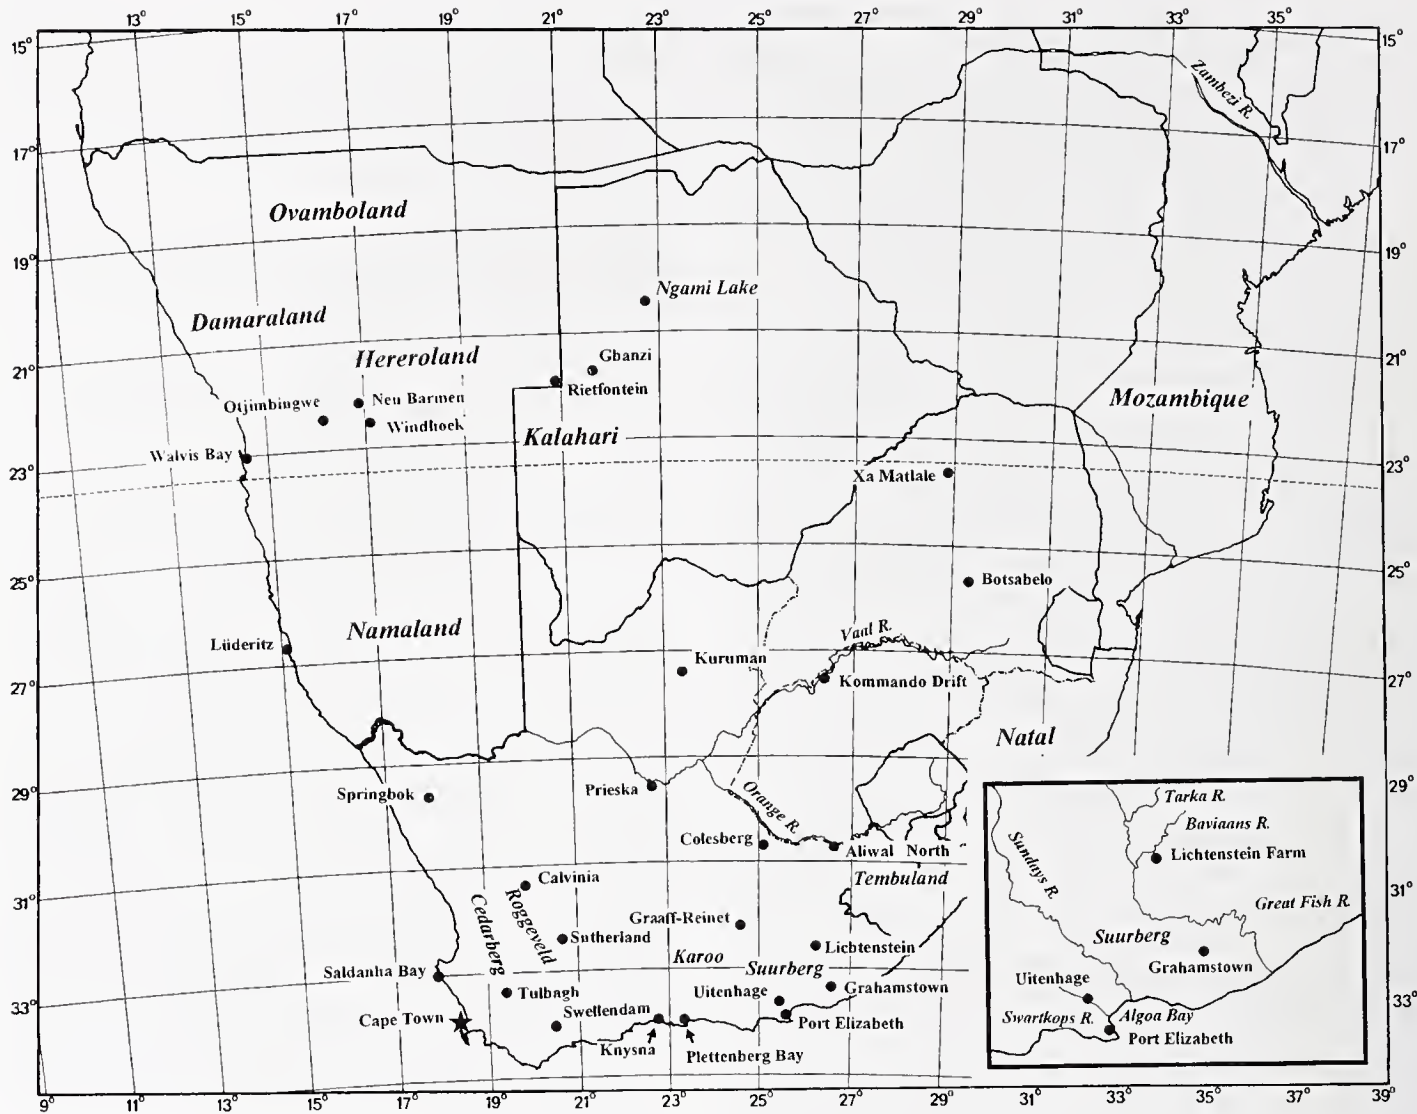 13° 15° 17° 19° 21° 23° 25° 27° 29° 31° 33° 35°
15° 15°
Zambezi R.
17° 17°
Ovamboland
19° 19°
Ngami Lake
Damaraland
Hereroland
Gbanzi
21° 21°
Rietfontein
Otjimbingwe
Neu Barmen
Mozambique
Windhoek
Kalahari
Walvis Bay
23° 23°
Xa Matlale
25° 25°
Botsabelo
Namaland
Vaal R.
Lüderitz
Kuruman
27° 27°
Kommando Drift
Natal
29° 29°
Springbok
Prieska
Orange R.
Colesberg
Aliwal North
Tembuland
Calvinia
31° 31°
Cedarberg
Roggeveld
Graaff-Reinet
Sutherland
Lichtenstein
Karoo
Suurberg
Saldanha Bay
Tulbagh
Uitenhage
Grahamstown
33° 33°
Cape Town
Swellendam
Port Elizabeth
Knysna
Plettenberg Bay
Tarka R.
Baviaans R.
Lichtenstein Farm
Sundays R.
Great Fish R.
Suurberg
Grahamstown
Uitenhage
Swartkops R.
Algoa Bay
Port Elizabeth
9° 11° 13° 15° 17° 19° 21° 23° 25° 27° 29° 31° 33° 35° 37° 39°